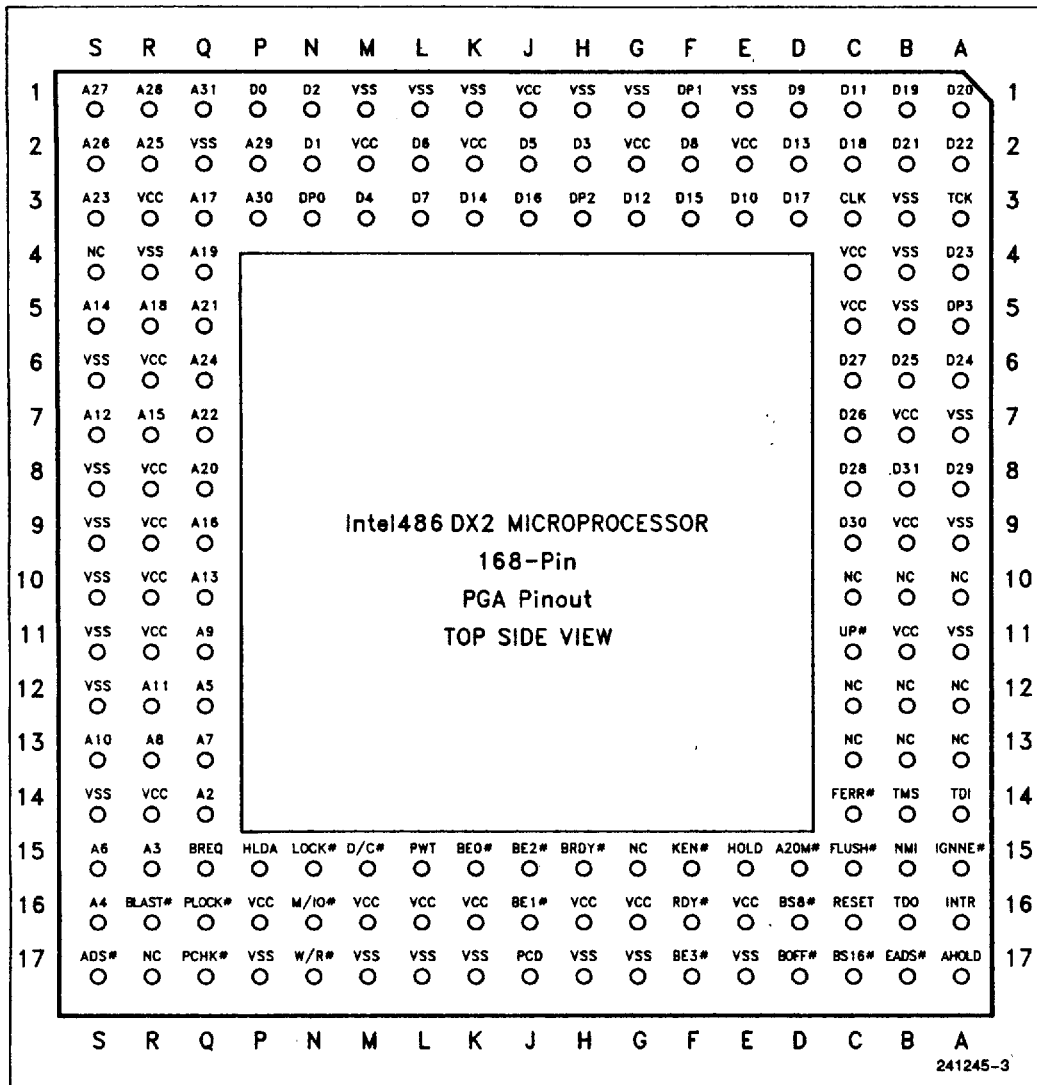 S R Q P N M L K J H G F E D C B A
1 A27 A28 A31 D0 D2 VSS VSS VSS VCC VSS VSS DP1 VSS D9 D11 D19 D20 1
2 A26 A25 VSS A29 D1 VCC D6 VCC D5 D3 VCC D8 VCC D13 D18 D21 D22 2
3 A23 VCC A17 A30 DP0 D4 D7 D14 D16 DP2 D12 D15 D10 D17 CLK VSS TCK 3
4 NC VSS A19 VCC VSS D23 4
5 A14 A18 A21 VCC VSS DP3 5
6 VSS VCC A24 D27 D25 D24 6
7 A12 A15 A22 D26 VCC VSS 7
8 VSS VCC A20 D28 D31 D29 8
9 VSS VCC A16 D30 VCC VSS 9
10 VSS VCC A13 NC NC NC 10
11 VSS VCC A9 UP# VCC VSS 11
12 VSS A11 A5 NC NC NC 12
13 A10 A8 A7 NC NC NC 13
14 VSS VCC A2 FERR# TMS TDI 14
Intel486 DX2 MICROPROCESSOR
168-Pin
PGA Pinout
TOP SIDE VIEW
15 A6 A3 BREQ HLDA LOCK# D/C# PWT BE0# BE2# BRDY# NC KEN# HOLD A20M# FLUSH# NMI IGNNE# 15
16 A4 BLAST# PLOCK# VCC M/IO# VCC VCC VCC BE1# VCC VCC RDY# VCC BS8# RESET TDO INTR 16
17 ADS# NC PCHK# VSS W/R# VSS VSS VSS PCD VSS VSS BE3# VSS BOFF# BS16# EADS# AHOLD 17
S R Q P N M L K J H G F E D C B A
241245-3